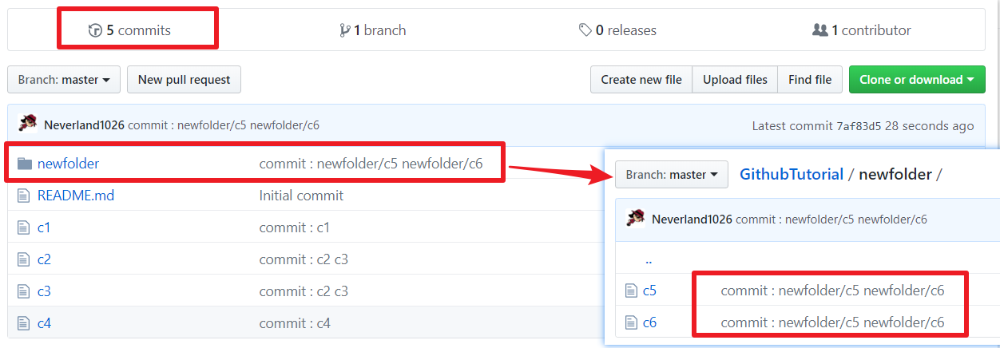 5 commits 1 branch 0 releases 1 contributor
Branch: master New pull request Create new file Upload files Find file Clone or download
Neverland1026 commit : newfolder/c5 newfolder/c6 Latest commit 7af83d5 28 seconds ago
newfolder commit : newfolder/c5 newfolder/c6
README.md Initial commit
c1 commit : c1
c2 commit : c2 c3
c3 commit : c2 c3
c4 commit : c4
Branch: master GithubTutorial / newfolder /
Neverland1026 commit : newfolder/c5 newfolder/c6
..
c5 commit : newfolder/c5 newfolder/c6
c6 commit : newfolder/c5 newfolder/c6